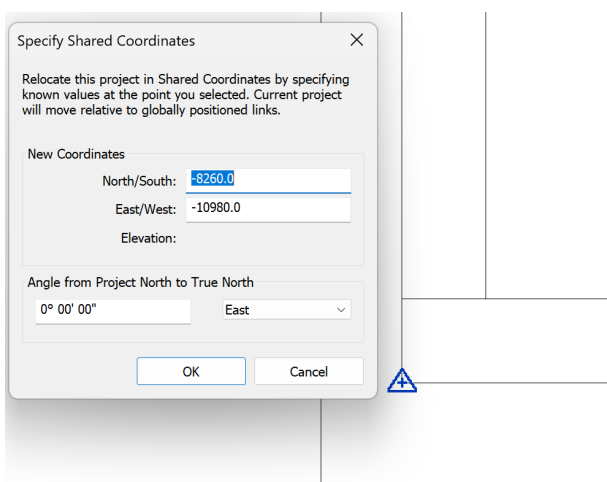 Specify Shared Coordinates
Relocate this project in Shared Coordinates by specifying
known values at the point you selected. Current project
will move relative to globally positioned links.
New Coordinates
North/South: -8260.0
East/West: -10980.0
Elevation:
Angle from Project North to True North
0° 00' 00" East
OK Cancel